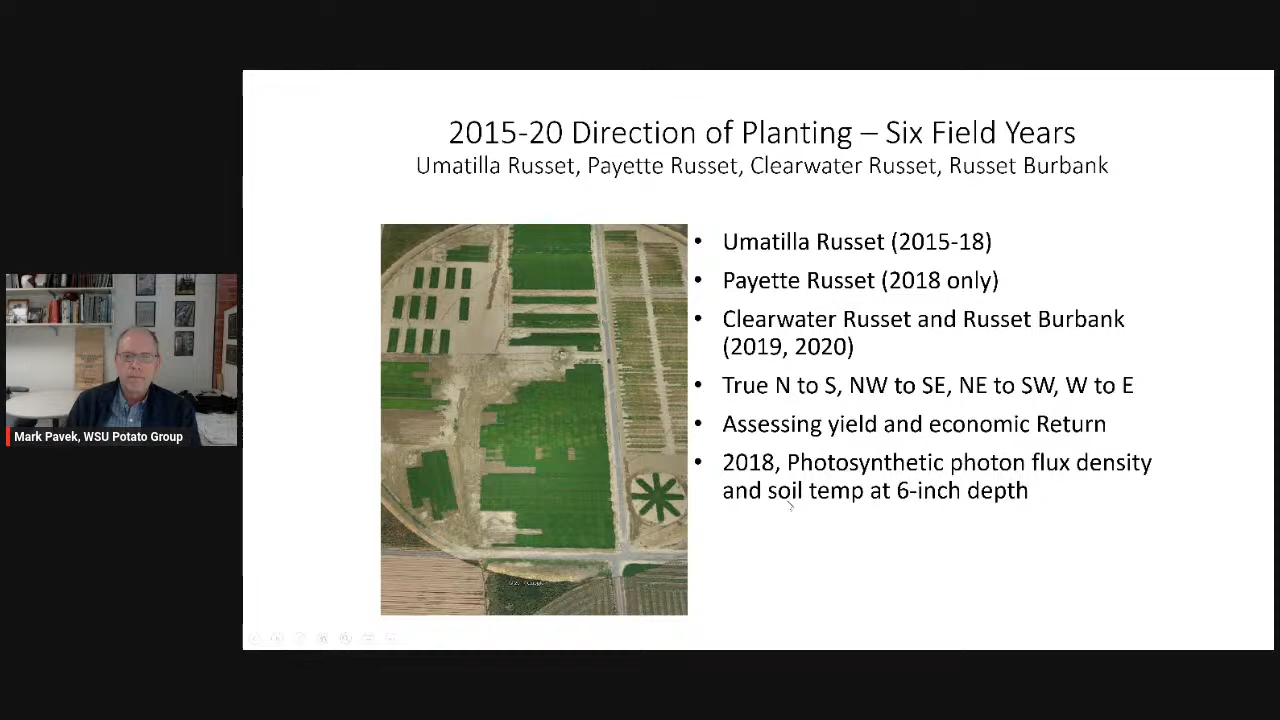 2015-20 Direction of Planting – Six Field Years
Umatilla Russet, Payette Russet, Clearwater Russet, Russet Burbank
• Umatilla Russet (2015-18)
• Payette Russet (2018 only)
• Clearwater Russet and Russet Burbank
(2019, 2020)
• True N to S, NW to SE, NE to SW, W to E
• Assessing yield and economic Return
• 2018, Photosynthetic photon flux density
and soil temp at 6-inch depth
Mark Pavek, WSU Potato Group